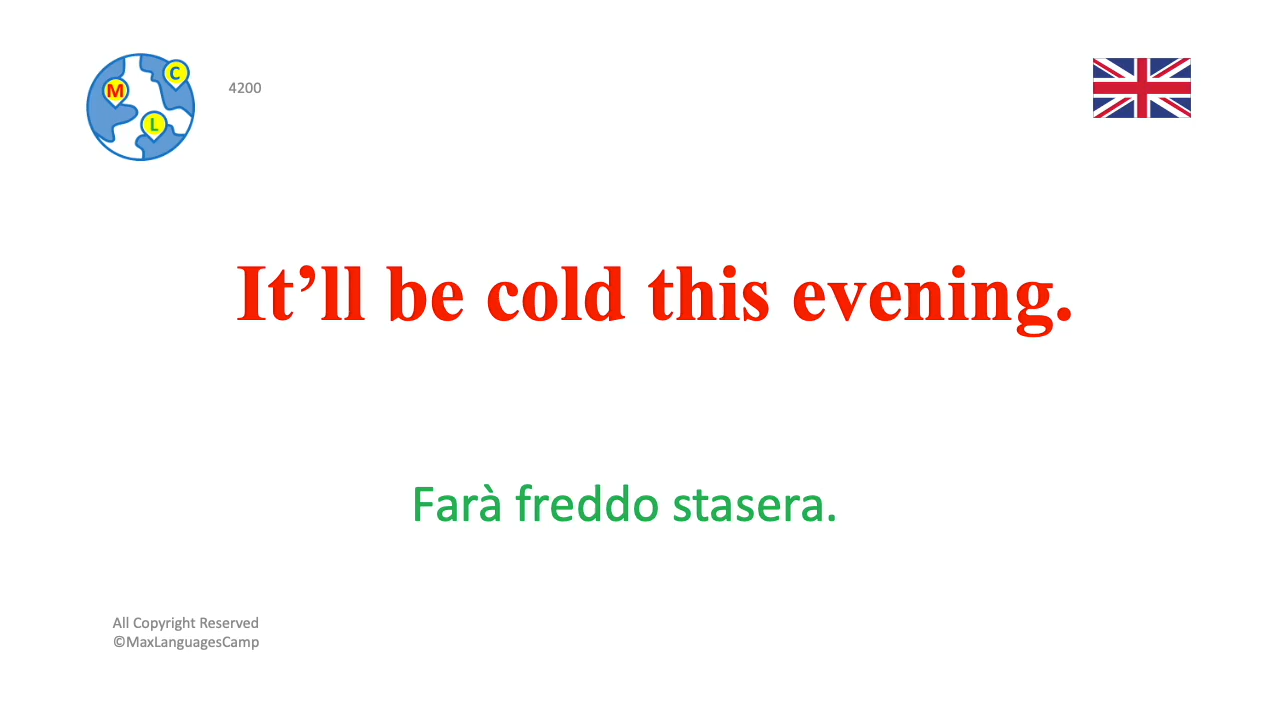 C
M
L
4200
It’ll be cold this evening.
Farà freddo stasera.
All Copyright Reserved
©MaxLanguagesCamp